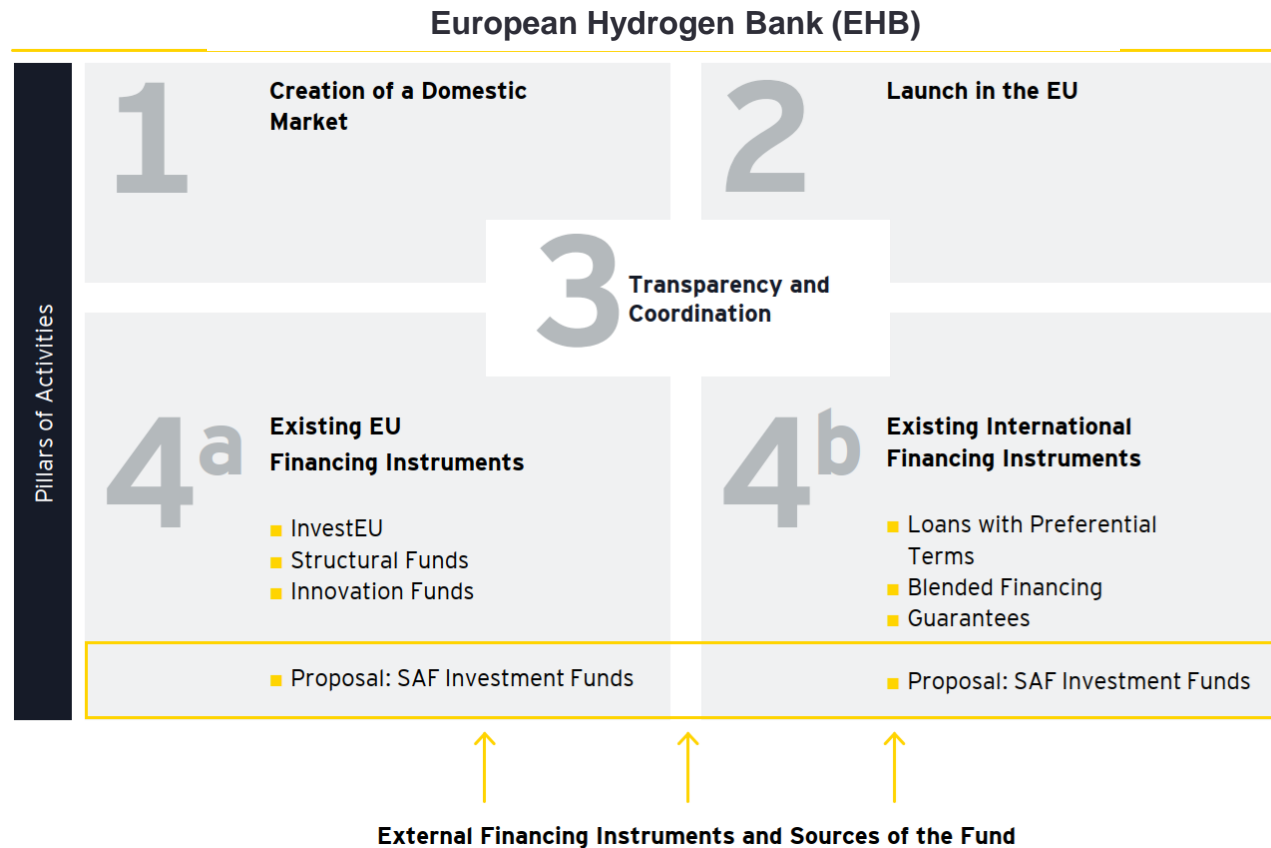 European Hydrogen Bank (EHB)
Pillars of Activities
1
Creation of a Domestic
Market
2
Launch in the EU
3
Transparency and
Coordination
4a
Existing EU
Financing Instruments
InvestEU
Structural Funds
Innovation Funds
Proposal: SAF Investment Funds
4b
Existing International
Financing Instruments
Loans with Preferential
Terms
Blended Financing
Guarantees
Proposal: SAF Investment Funds
External Financing Instruments and Sources of the Fund